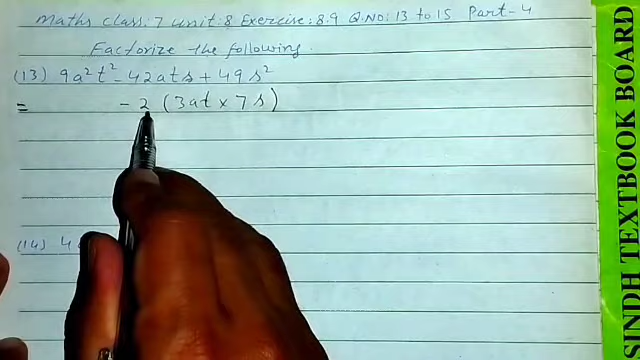 Maths Class:7 Unit:8 Exercise:8.9 Q.NO: 13 to 15 Part-4
Factorize the following.
(13) 9a²t² - 42ats + 49s²
= - 2 (3at × 7s)
(14) 4
SINDH TEXTBOOK BOARD